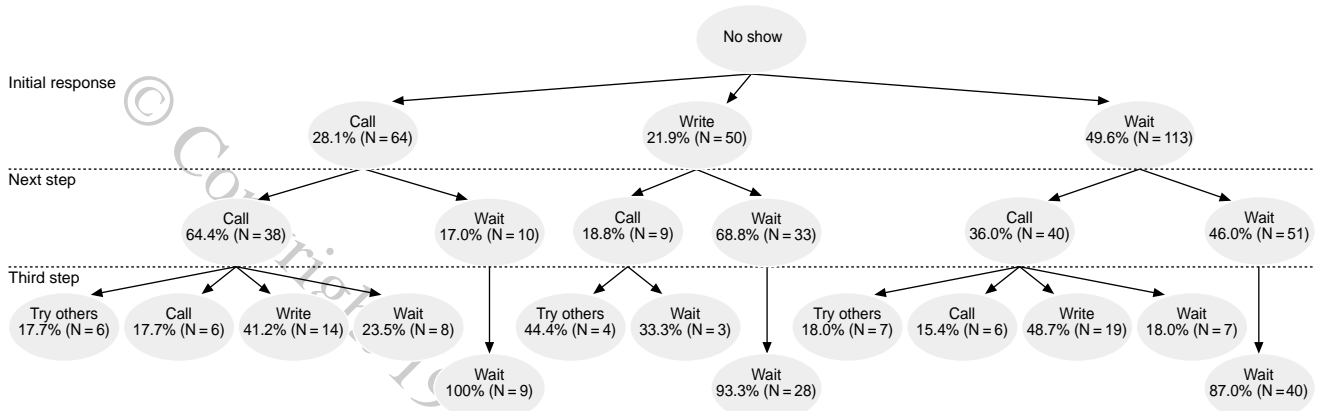 No show
Initial response
Call
28.1% (N = 64)
Write
21.9% (N = 50)
Wait
49.6% (N = 113)
Next step
Call
64.4% (N = 38)
Wait
17.0% (N = 10)
Call
18.8% (N = 9)
Wait
68.8% (N = 33)
Call
36.0% (N = 40)
Wait
46.0% (N = 51)
Third step
Try others
17.7% (N = 6)
Call
17.7% (N = 6)
Write
41.2% (N = 14)
Wait
23.5% (N = 8)
Try others
44.4% (N = 4)
Wait
33.3% (N = 3)
Try others
18.0% (N = 7)
Call
15.4% (N = 6)
Write
48.7% (N = 19)
Wait
18.0% (N = 7)
Wait
100% (N = 9)
Wait
93.3% (N = 28)
Wait
87.0% (N = 40)
©